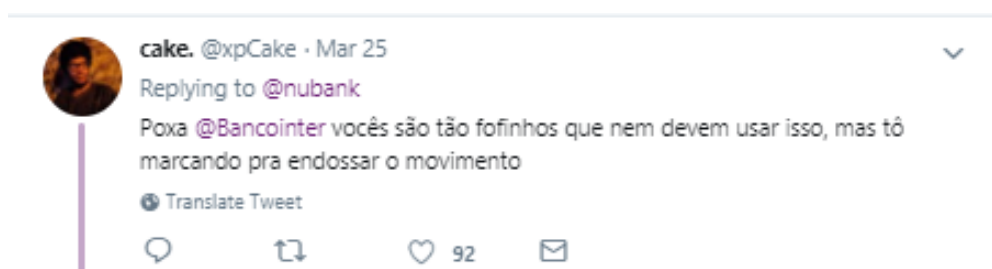 cake. @xpCake · Mar 25
Replying to @nubank
Poxa @Bancointer vocês são tão fofinhos que nem devem usar isso, mas tô
marcando pra endossar o movimento
Translate Tweet
92